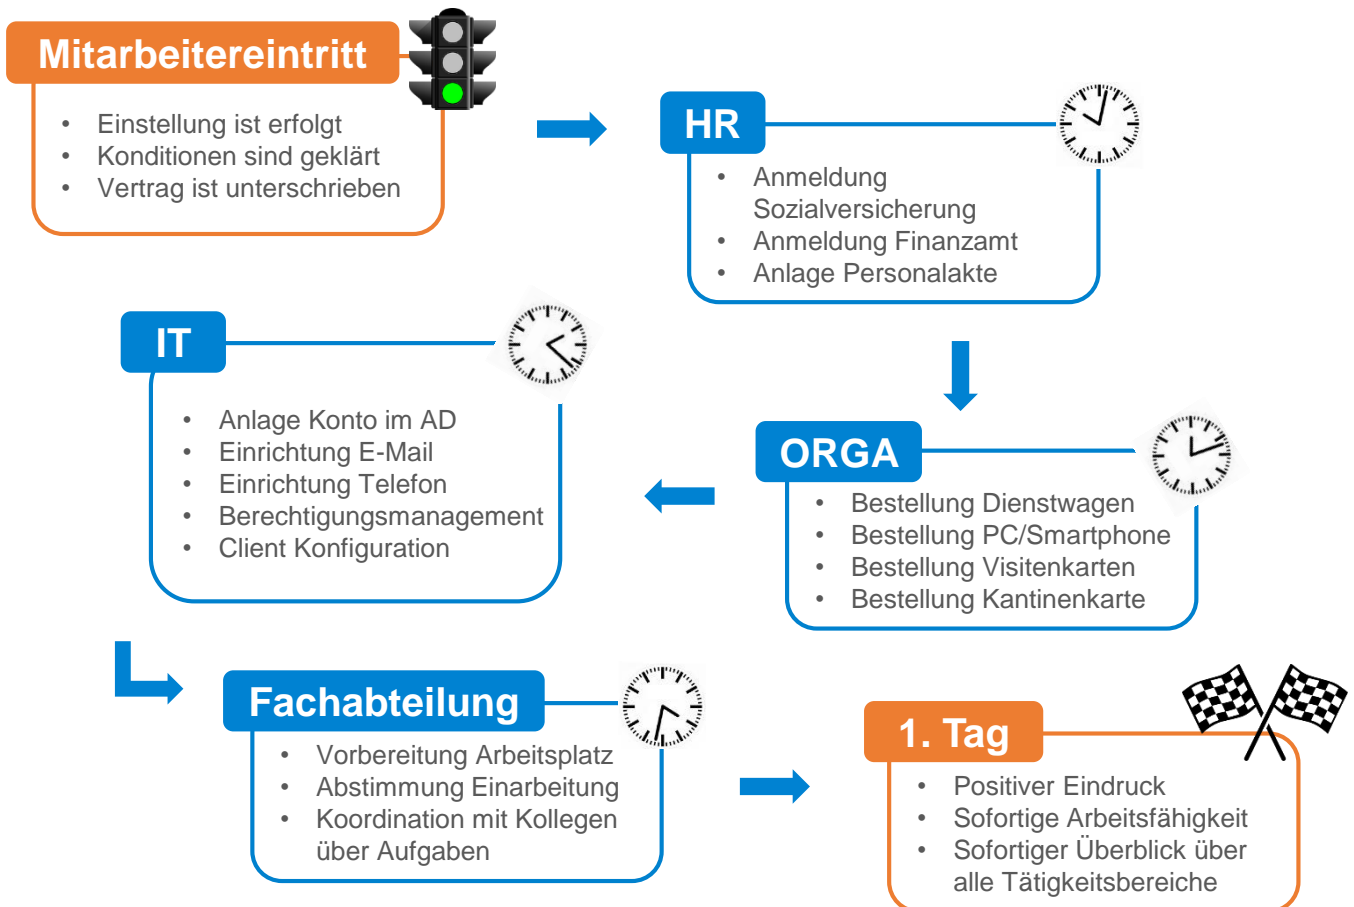 Mitarbeitereintritt
• Einstellung ist erfolgt
• Konditionen sind geklärt
• Vertrag ist unterschrieben
HR
• Anmeldung
Sozialversicherung
• Anmeldung Finanzamt
• Anlage Personalakte
ORGA
• Bestellung Dienstwagen
• Bestellung PC/Smartphone
• Bestellung Visitenkarten
• Bestellung Kantinenkarte
IT
• Anlage Konto im AD
• Einrichtung E-Mail
• Einrichtung Telefon
• Berechtigungsmanagement
• Client Konfiguration
Fachabteilung
• Vorbereitung Arbeitsplatz
• Abstimmung Einarbeitung
• Koordination mit Kollegen
über Aufgaben
1. Tag
• Positiver Eindruck
• Sofortige Arbeitsfähigkeit
• Sofortiger Überblick über
alle Tätigkeitsbereiche